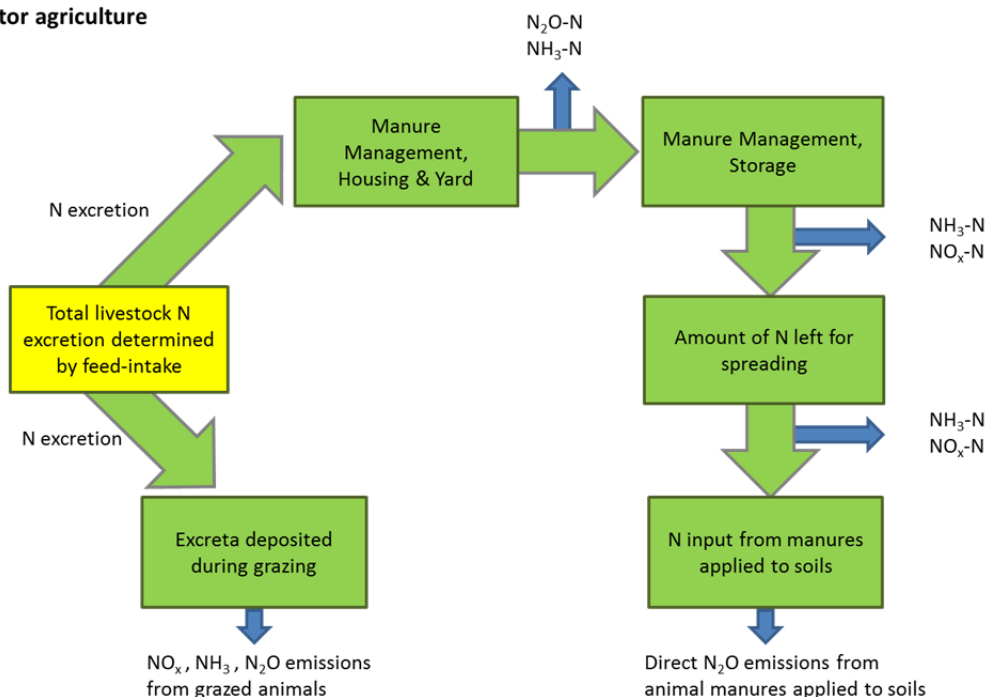 tor agriculture
N₂O-N
NH₃-N
Manure
Management,
Housing & Yard
Manure Management,
Storage
N excretion
NH₃-N
NOₓ-N
Total livestock N
excretion determined
by feed-intake
Amount of N left for
spreading
N excretion
NH₃-N
NOₓ-N
Excreta deposited
during grazing
N input from manures
applied to soils
NOₓ , NH₃ , N₂O emissions
from grazed animals
Direct N₂O emissions from
animal manures applied to soils